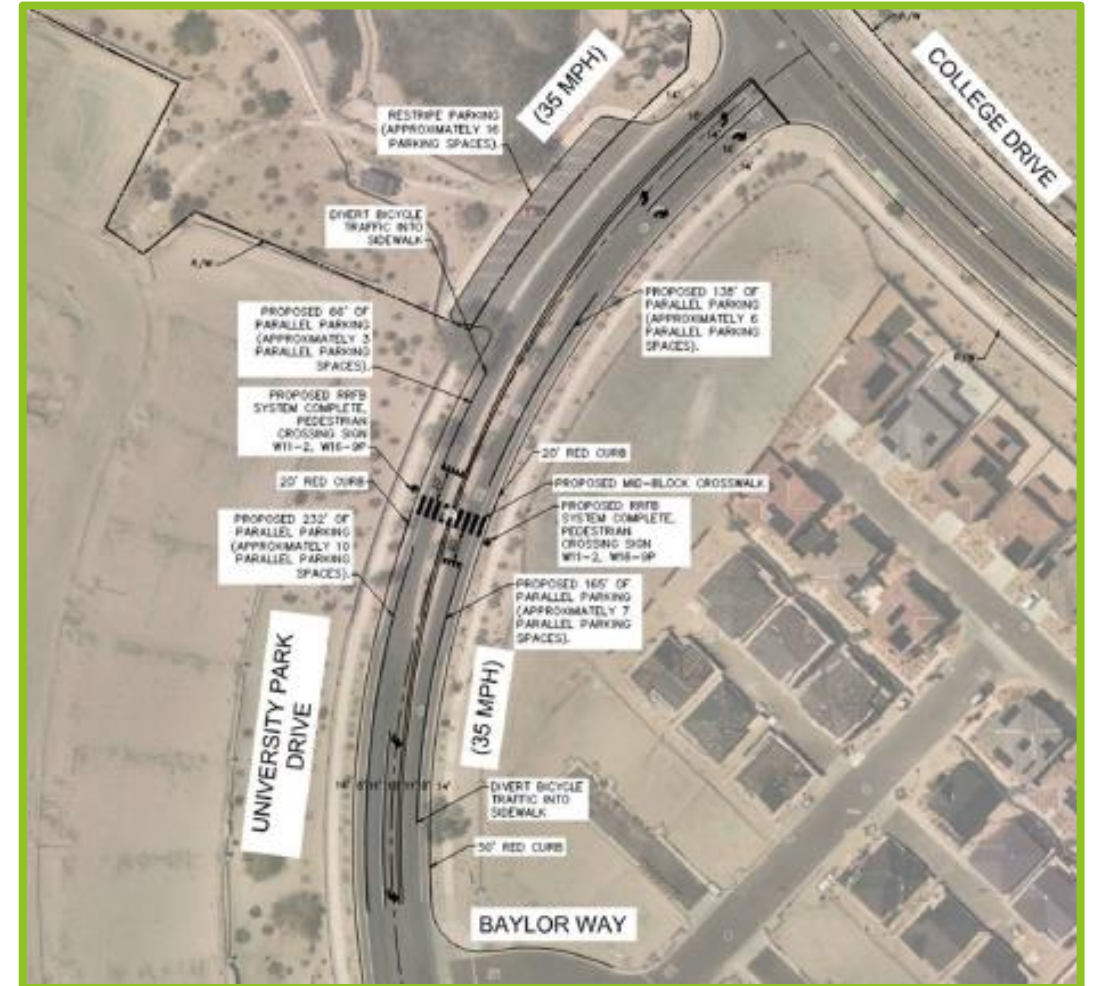 R/W
COLLEGE DRIVE
(35 MPH)
14'
RESTRIPE PARKING
(APPROXIMATELY 16
PARKING SPACES).
DIVERT BICYCLE
TRAFFIC INTO
SIDEWALK
R/W
PROPOSED 138' OF
PARALLEL PARKING
(APPROXIMATELY 6
PARALLEL PARKING
SPACES).
R/W
PROPOSED 66' OF
PARALLEL PARKING
(APPROXIMATELY 3
PARALLEL PARKING
SPACES).
PROPOSED RRFB
SYSTEM COMPLETE,
PEDESTRIAN
CROSSING SIGN
W11-2, W16-9P
20' RED CURB
20' RED CURB
PROPOSED MID-BLOCK CROSSWALK
PROPOSED RRFB
SYSTEM COMPLETE,
PEDESTRIAN
CROSSING SIGN
W11-2, W16-9P
PROPOSED 232' OF
PARALLEL PARKING
(APPROXIMATELY 10
PARALLEL PARKING
SPACES).
PROPOSED 165' OF
PARALLEL PARKING
(APPROXIMATELY 7
PARALLEL PARKING
SPACES).
UNIVERSITY PARK
DRIVE
(35 MPH)
DIVERT BICYCLE
TRAFFIC INTO
SIDEWALK
50' RED CURB
BAYLOR WAY